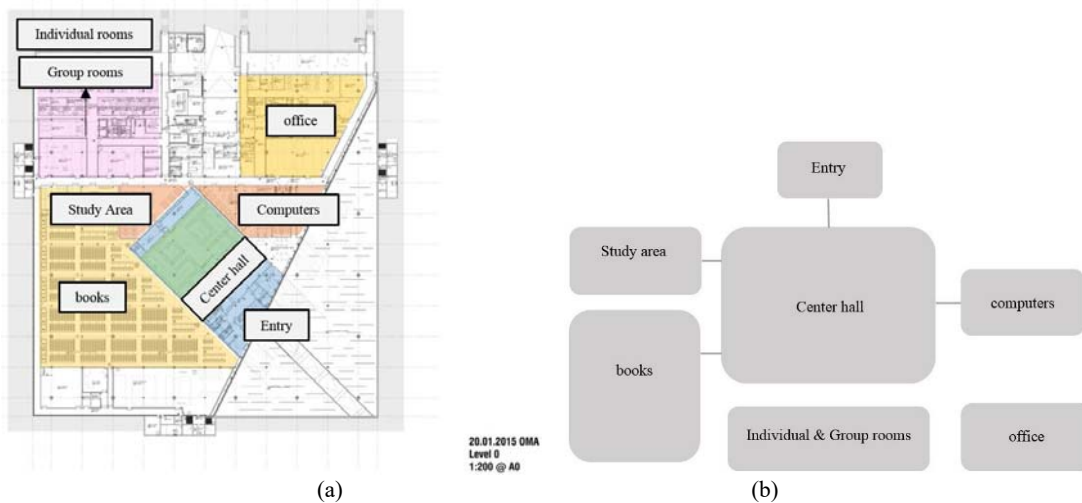 Individual rooms
Group rooms
office
Study Area
Computers
Center hall
books
Entry
20.01.2015 OMA
Level 0
1:200 @ A0
Entry
Study area
Center hall
computers
books
Individual & Group rooms
office
(a)
(b)